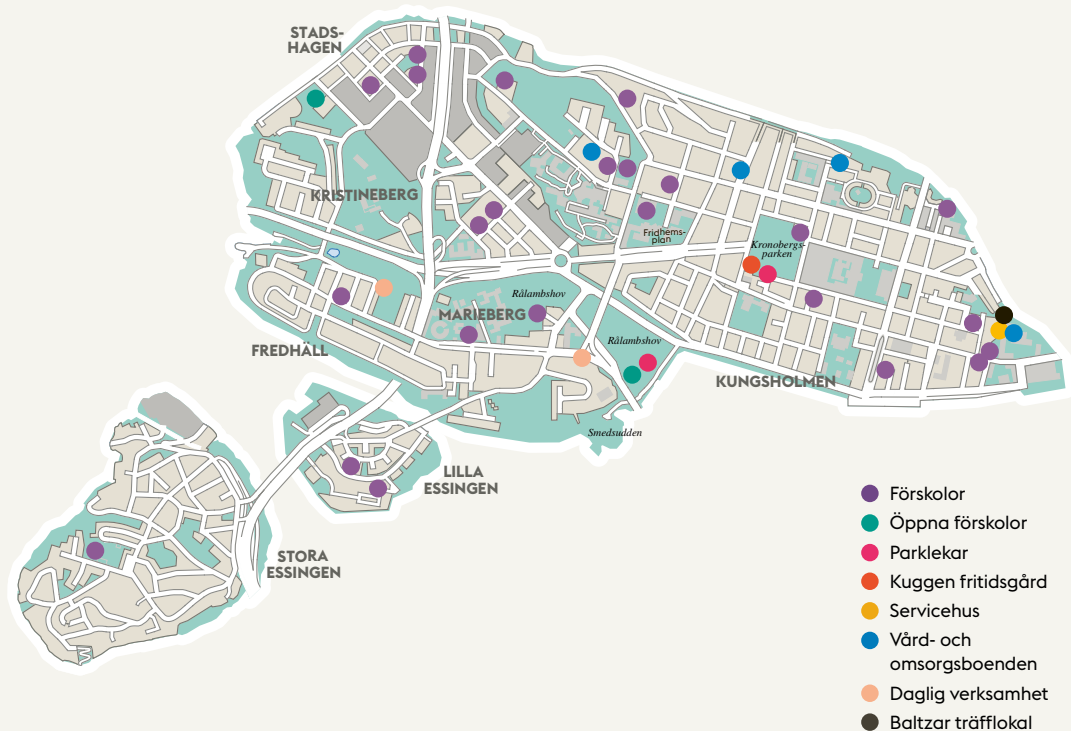 STADS-
HAGEN
KRISTINEBERG
Fridhems-
plan
Kronobergs-
parken
Rålambshov
MARIEBERG
Rålambshov
FREDHÄLL
KUNGSHOLMEN
Smedsudden
LILLA
ESSINGEN
STORA
ESSINGEN
Förskolor
Öppna förskolor
Parklekar
Kuggen fritidsgård
Servicehus
Vård- och
omsorgsboenden
Daglig verksamhet
Baltzar träfflokal